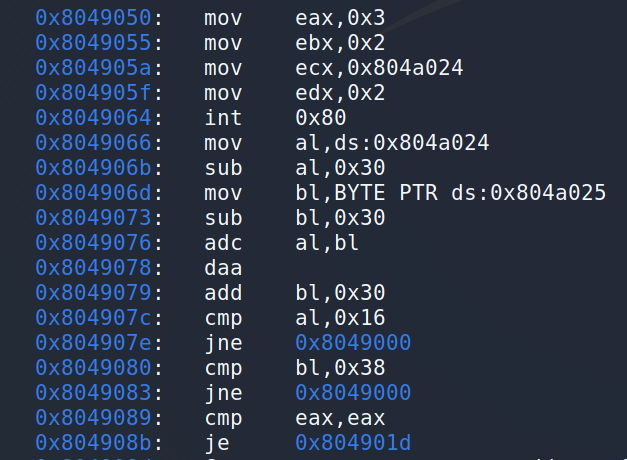 0x8049050: mov eax,0x3
0x8049055: mov ebx,0x2
0x804905a: mov ecx,0x804a024
0x804905f: mov edx,0x2
0x8049064: int 0x80
0x8049066: mov al,ds:0x804a024
0x804906b: sub al,0x30
0x804906d: mov bl,BYTE PTR ds:0x804a025
0x8049073: sub bl,0x30
0x8049076: adc al,bl
0x8049078: daa
0x8049079: add bl,0x30
0x804907c: cmp al,0x16
0x804907e: jne 0x8049000
0x8049080: cmp bl,0x38
0x8049083: jne 0x8049000
0x8049089: cmp eax,eax
0x804908b: je 0x804901d